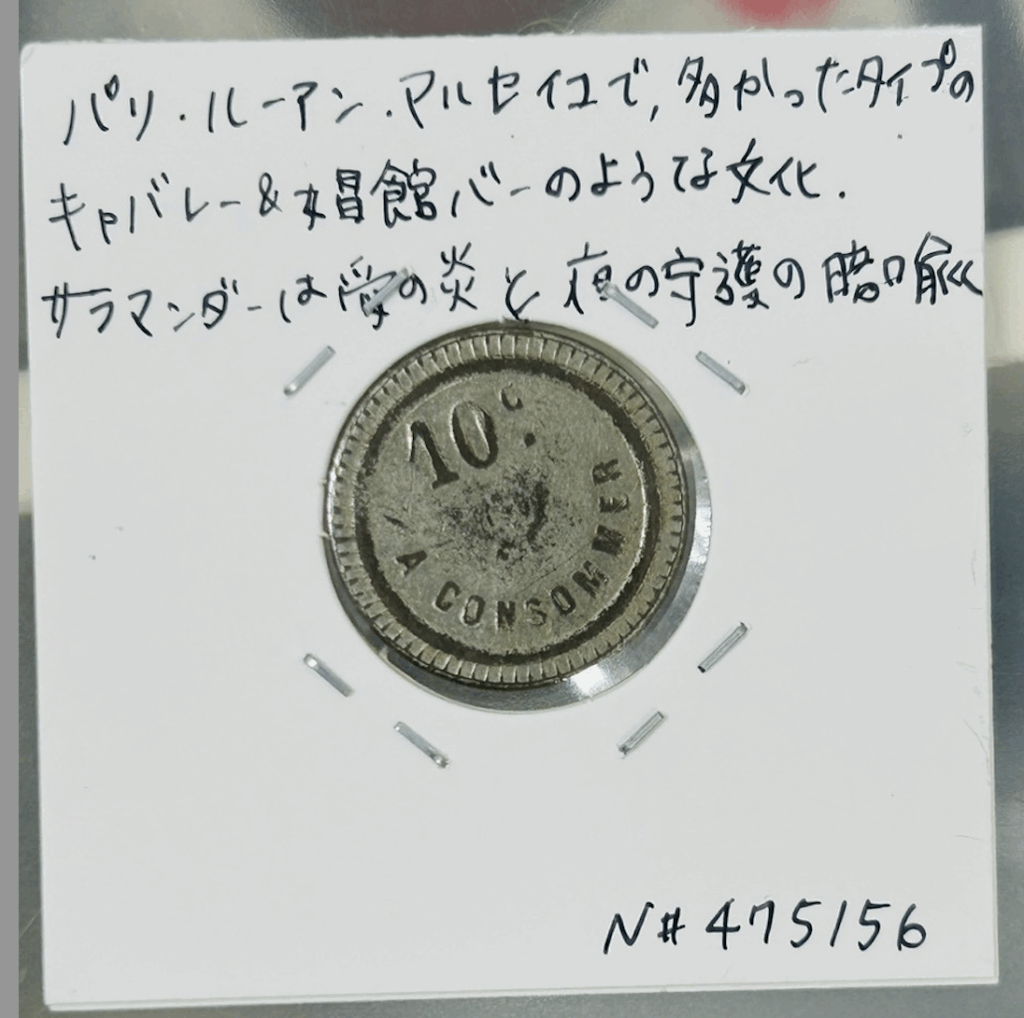 パリ・ルーアン・マルセイユで,多かったタイプの
キャバレー&娼館バーのような文化.
サラマンダーは愛の炎と夜の守護の暗喩
10c.
A CONSOMMER
N#475156